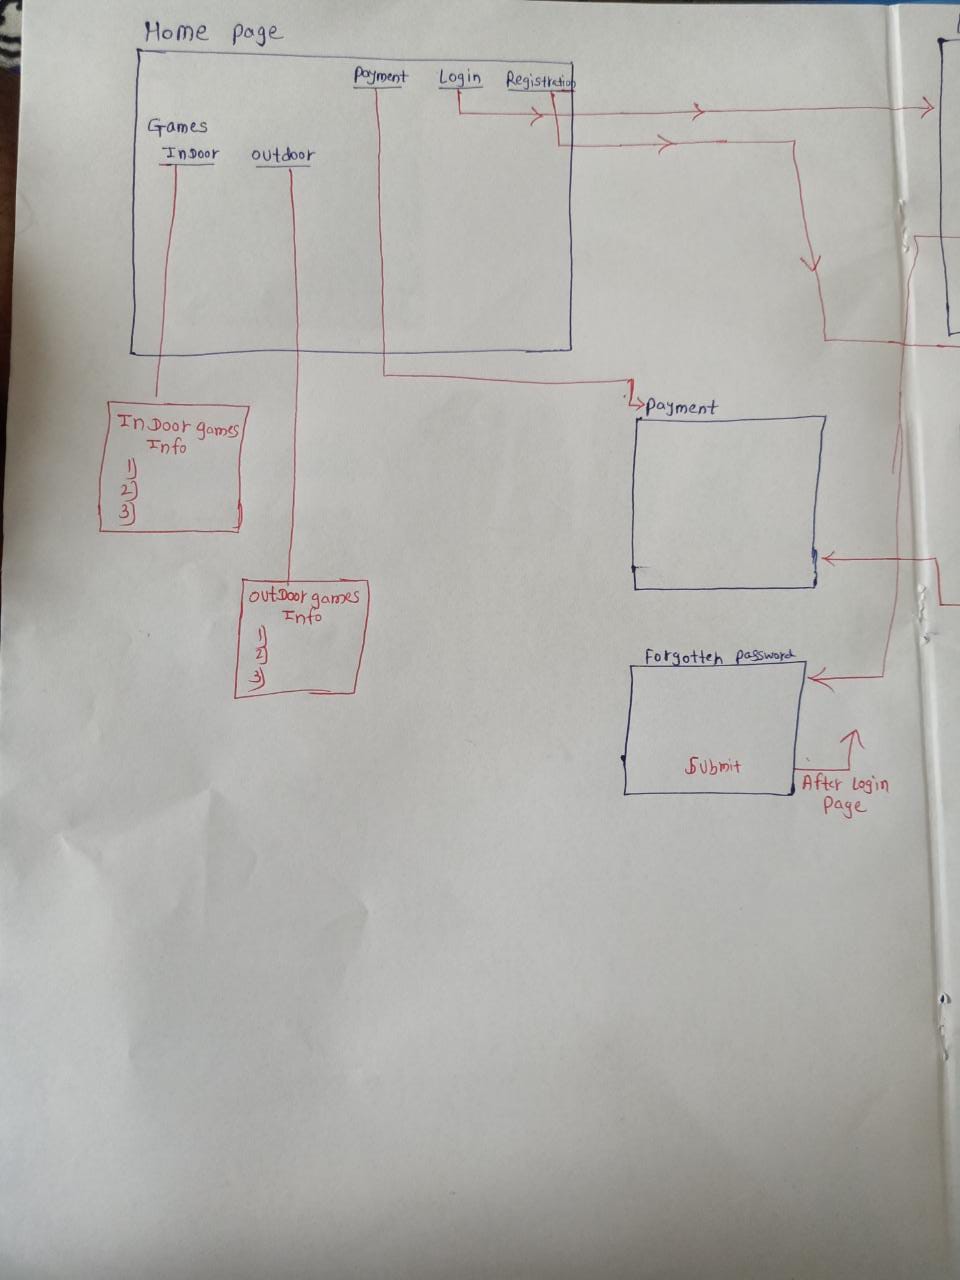 Home page
Payment Login Registration
Games
InDoor outdoor
InDoor games
Info
1)
2)
3)
payment
outDoor games
Info
1)
2)
3)
Forgotten password
Submit
After Login
Page